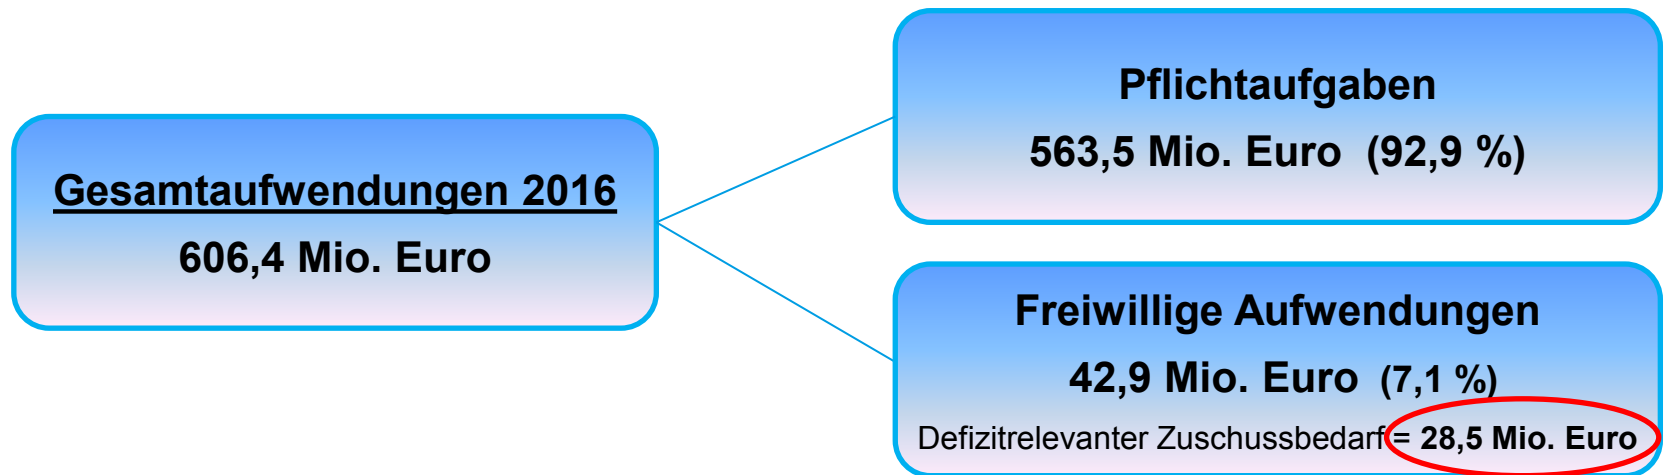 Gesamtaufwendungen 2016
606,4 Mio. Euro
Pflichtaufgaben
563,5 Mio. Euro (92,9 %)
Freiwillige Aufwendungen
42,9 Mio. Euro (7,1 %)
Defizitrelevanter Zuschussbedarf = 28,5 Mio. Euro